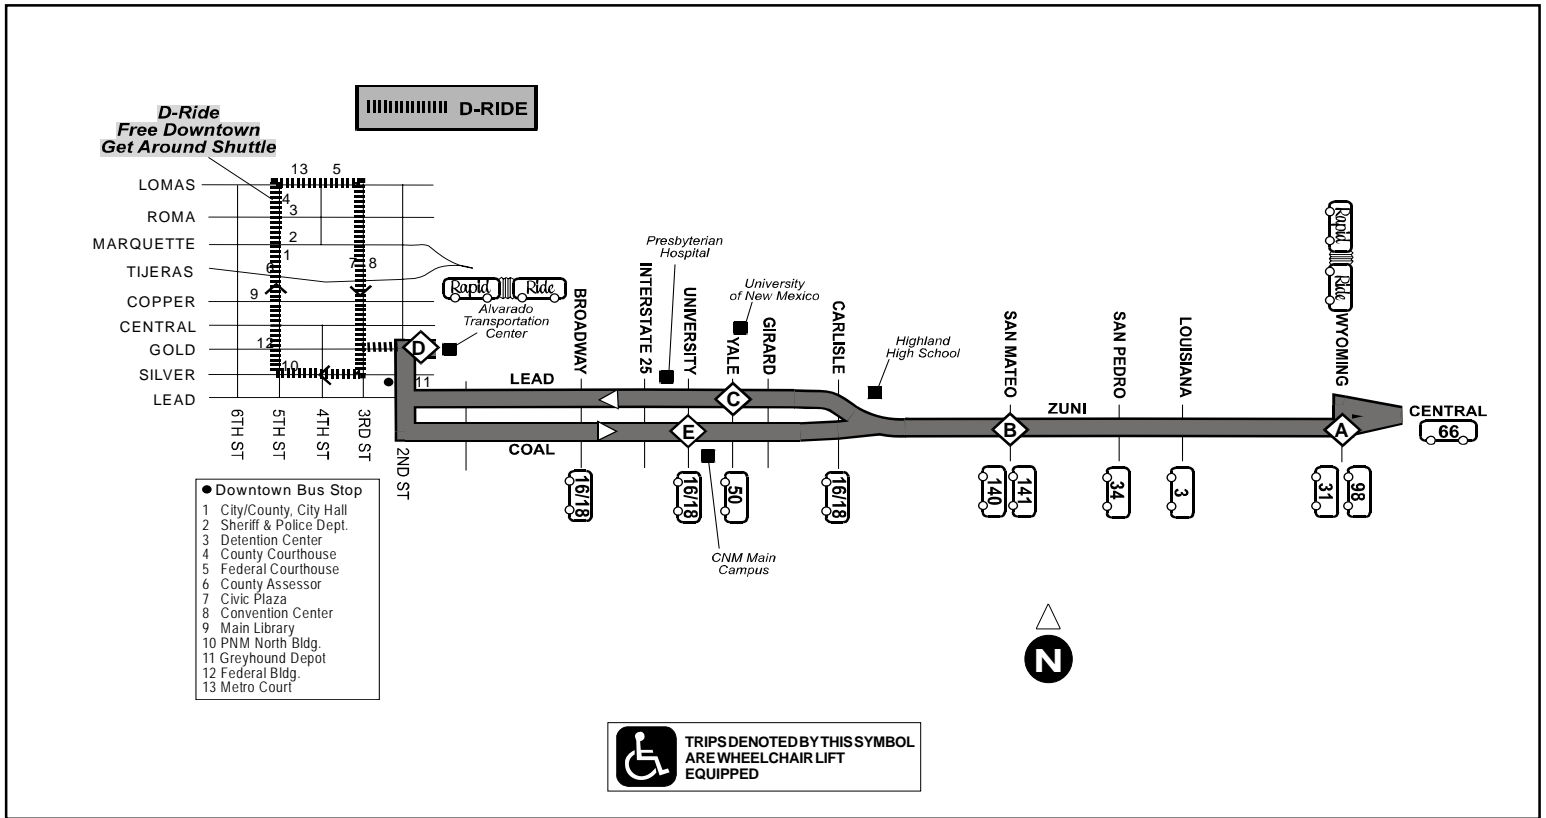 D-RIDE
D-Ride
Free Downtown
Get Around Shuttle
13
5
LOMAS
4
ROMA
3
MARQUETTE
2
1
TIJERAS
6
7
8
COPPER
9
CENTRAL
GOLD
12
SILVER
10
LEAD
11
6TH ST
5TH ST
4TH ST
3RD ST
2ND ST
Rapid
Ride
Alvarado
Transportation
Center
D
BROADWAY
INTERSTATE 25
UNIVERSITY
YALE
GIRARD
CARLISLE
SAN MATEO
SAN PEDRO
LOUISIANA
WYOMING
Presbyterian
Hospital
University
of New Mexico
Highland
High School
Rapid
Ride
LEAD
C
ZUNI
COAL
E
B
A
CENTRAL
66
16/18
16/18
50
16/18
140
141
34
3
31
98
CNM Main
Campus
Downtown Bus Stop
1 City/County, City Hall
2 Sheriff & Police Dept.
3 Detention Center
4 County Courthouse
5 Federal Courthouse
6 County Assessor
7 Civic Plaza
8 Convention Center
9 Main Library
10 PNM North Bldg.
11 Greyhound Depot
12 Federal Bldg.
13 Metro Court
N
TRIPS DENOTED BY THIS SYMBOL
ARE WHEELCHAIR LIFT
EQUIPPED